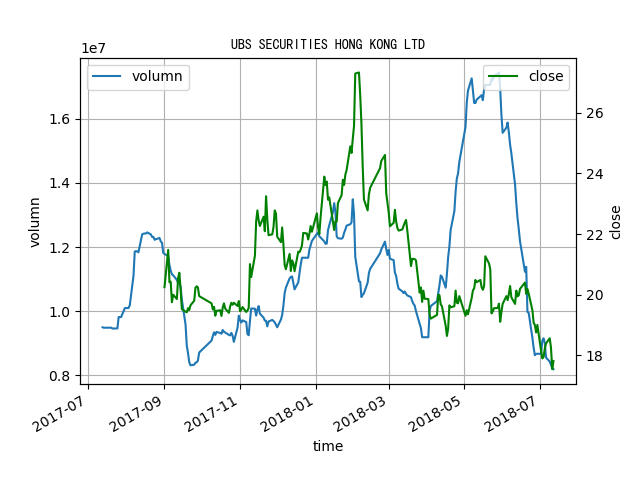 UBS SECURITIES HONG KONG LTD
1e7
volumn
close
1.6
1.4
1.2
1.0
0.8
volumn
26
24
22
20
18
close
2017-07
2017-09
2017-11
2018-01
2018-03
2018-05
2018-07
time